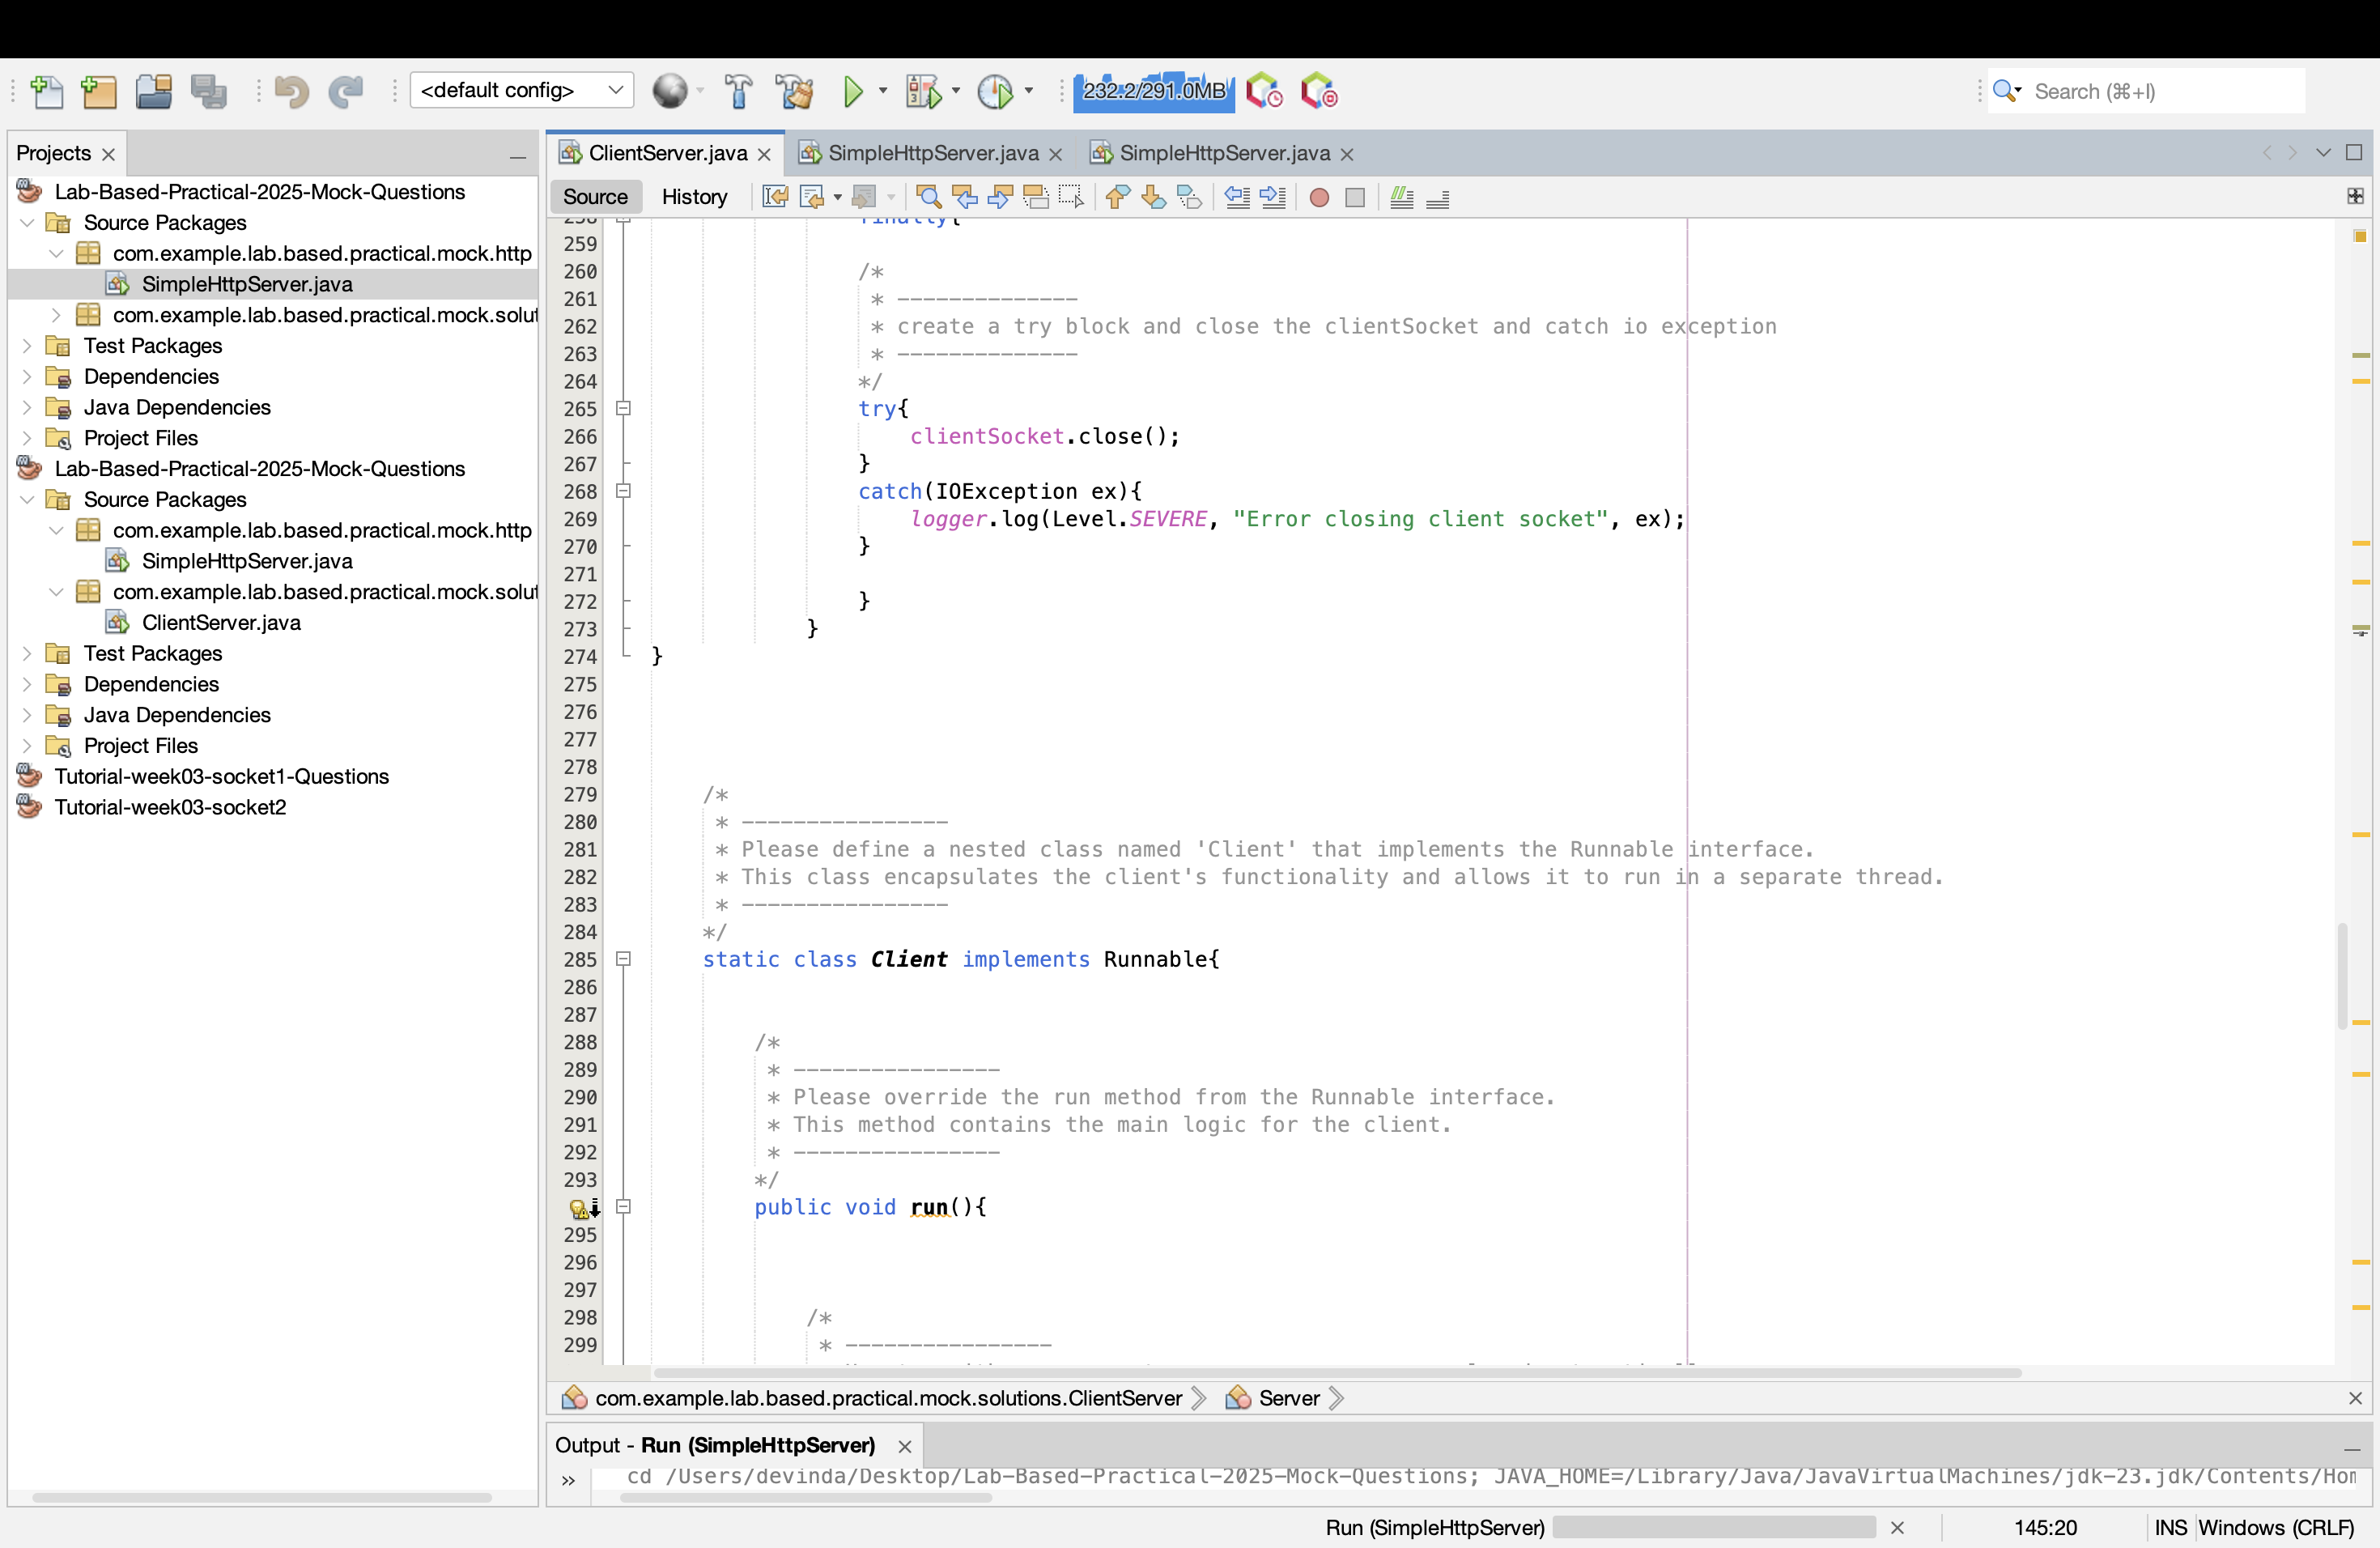 <default config>
232.2/291.0MB
Search (⌘+I)
Projects
ClientServer.java
SimpleHttpServer.java
SimpleHttpServer.java
Source
History
Lab-Based-Practical-2025-Mock-Questions
Source Packages
com.example.lab.based.practical.mock.http
SimpleHttpServer.java
com.example.lab.based.practical.mock.solut
Test Packages
Dependencies
Java Dependencies
Project Files
Lab-Based-Practical-2025-Mock-Questions
Source Packages
com.example.lab.based.practical.mock.http
SimpleHttpServer.java
com.example.lab.based.practical.mock.solut
ClientServer.java
Test Packages
Dependencies
Java Dependencies
Project Files
Tutorial-week03-socket1-Questions
Tutorial-week03-socket2
258 finally{
259
260 /*
261 * --------------
262 * create a try block and close the clientSocket and catch io exception
263 * --------------
264 */
265 try{
266 clientSocket.close();
267 }
268 catch(IOException ex){
269 logger.log(Level.SEVERE, "Error closing client socket", ex);
270 }
271
272 }
273 }
274 }
275
276
277
278
279 /*
280 * ----------------
281 * Please define a nested class named 'Client' that implements the Runnable interface.
282 * This class encapsulates the client's functionality and allows it to run in a separate thread.
283 * ----------------
284 */
285 static class Client implements Runnable{
286
287
288 /*
289 * ----------------
290 * Please override the run method from the Runnable interface.
291 * This method contains the main logic for the client.
292 * ----------------
293 */
public void run(){
295
296
297
298 /*
299 * ----------------
com.example.lab.based.practical.mock.solutions.ClientServer
Server
Output - Run (SimpleHttpServer)
cd /Users/devinda/Desktop/Lab-Based-Practical-2025-Mock-Questions; JAVA_HOME=/Library/Java/JavaVirtualMachines/jdk-23.jdk/Contents/Hom
Run (SimpleHttpServer)
145:20
INS
Windows (CRLF)